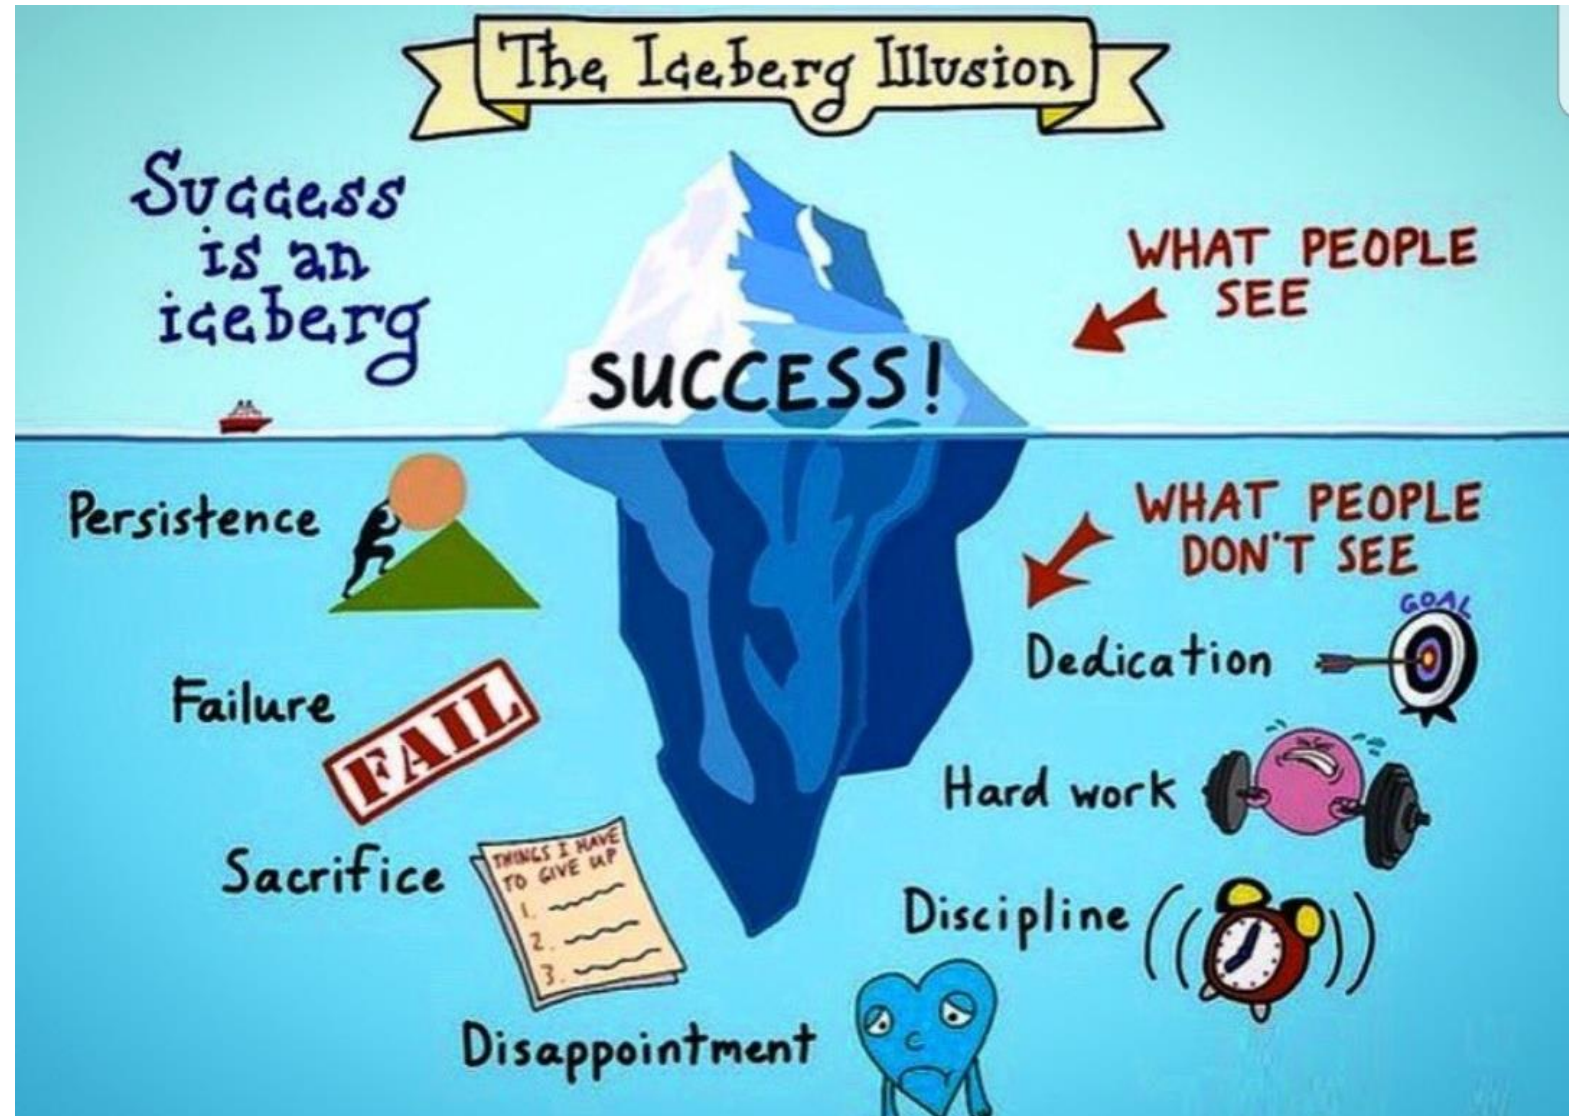 The Iceberg Illusion
Success
is an
iceberg
WHAT PEOPLE
SEE
SUCCESS!
Persistence
WHAT PEOPLE
DON'T SEE
GOAL
Dedication
Failure
FAIL
Hard work
Sacrifice
THINGS I HAVE
TO GIVE UP
1.
2.
3.
Discipline
Disappointment